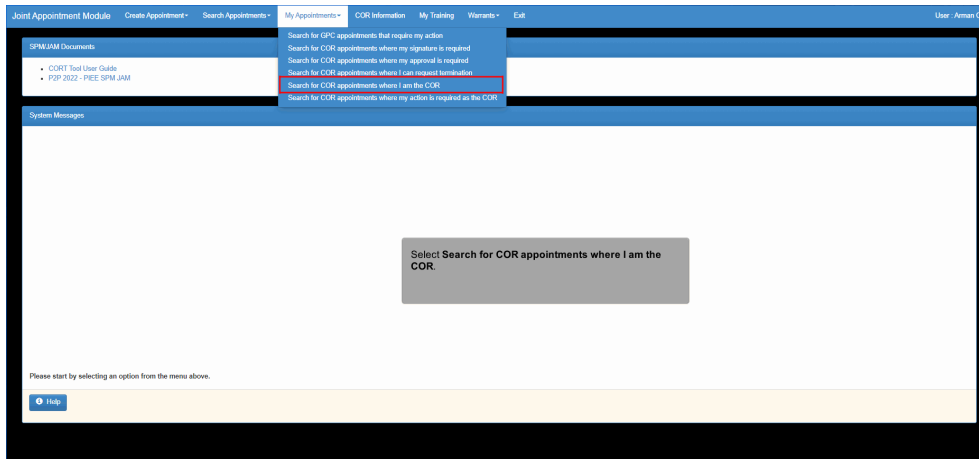 Joint Appointment Module Create Appointment Search Appointments My Appointments COR Information My Training Warrants Exit User : Arman
Search for GPC appointments that require my action
SPM/JAM Documents
Search for COR appointments where my signature is required
Search for COR appointments where my approval is required
CORT Tool User Guide
Search for COR appointments where I can request termination
P2P 2022 - PIEE SPM JAM
Search for COR appointments where I am the COR
Search for COR appointments where my action is required as the COR
System Messages
Select Search for COR appointments where I am the
COR.
Please start by selecting an option from the menu above.
Help